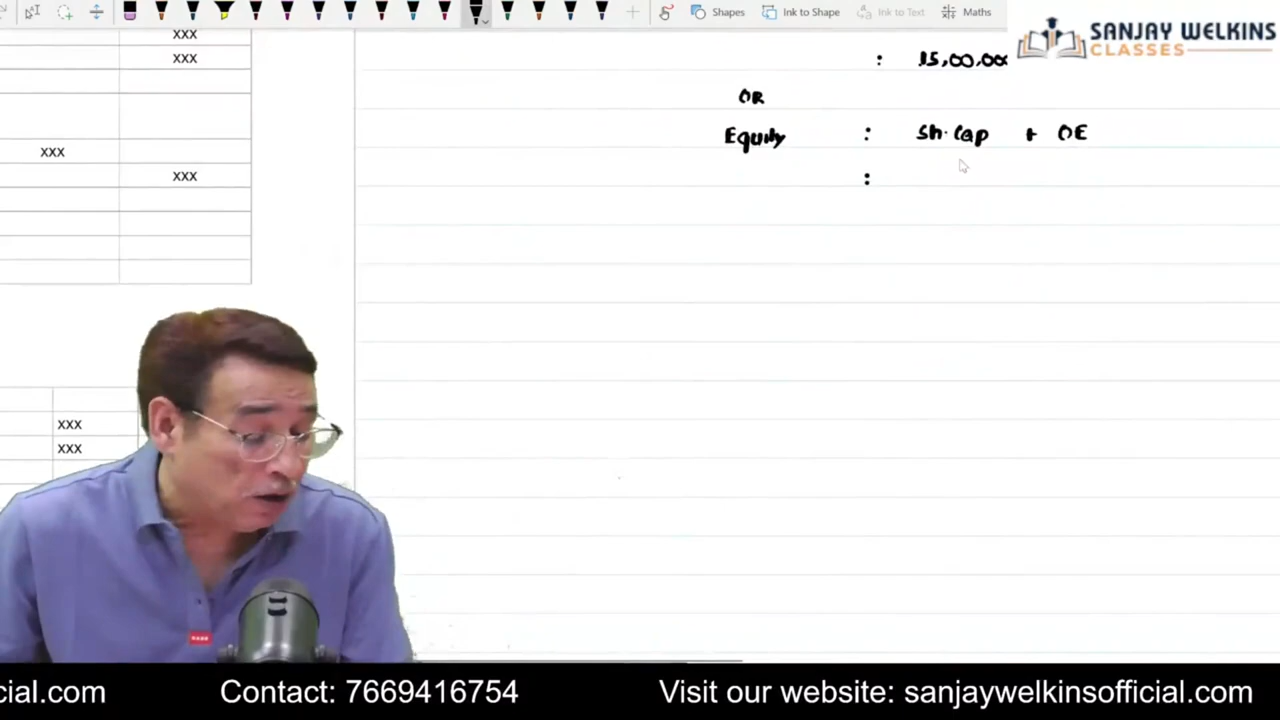 Shapes Ink to Shape Ink to Text Maths
SANJAY WELKINS
CLASSES
xxx
xxx
xxx
xxx
xxx
xxx
: 15,00,000
OR
Equity : Sh. Cap + OE
:
cial.com Contact: 7669416754 Visit our website: sanjaywelkinsofficial.com